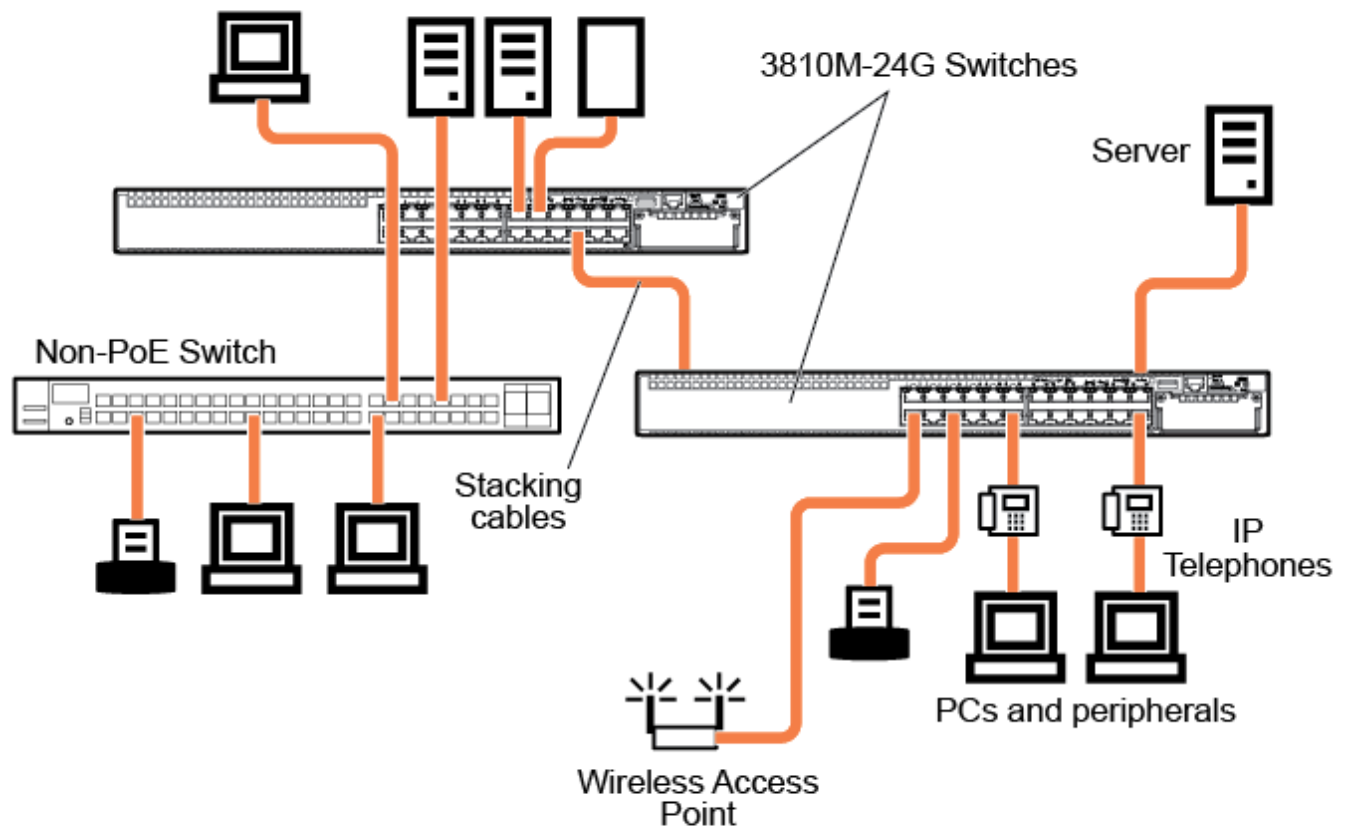 3810M-24G Switches
Server
Non-PoE Switch
Stacking
cables
IP
Telephones
PCs and peripherals
Wireless Access
Point